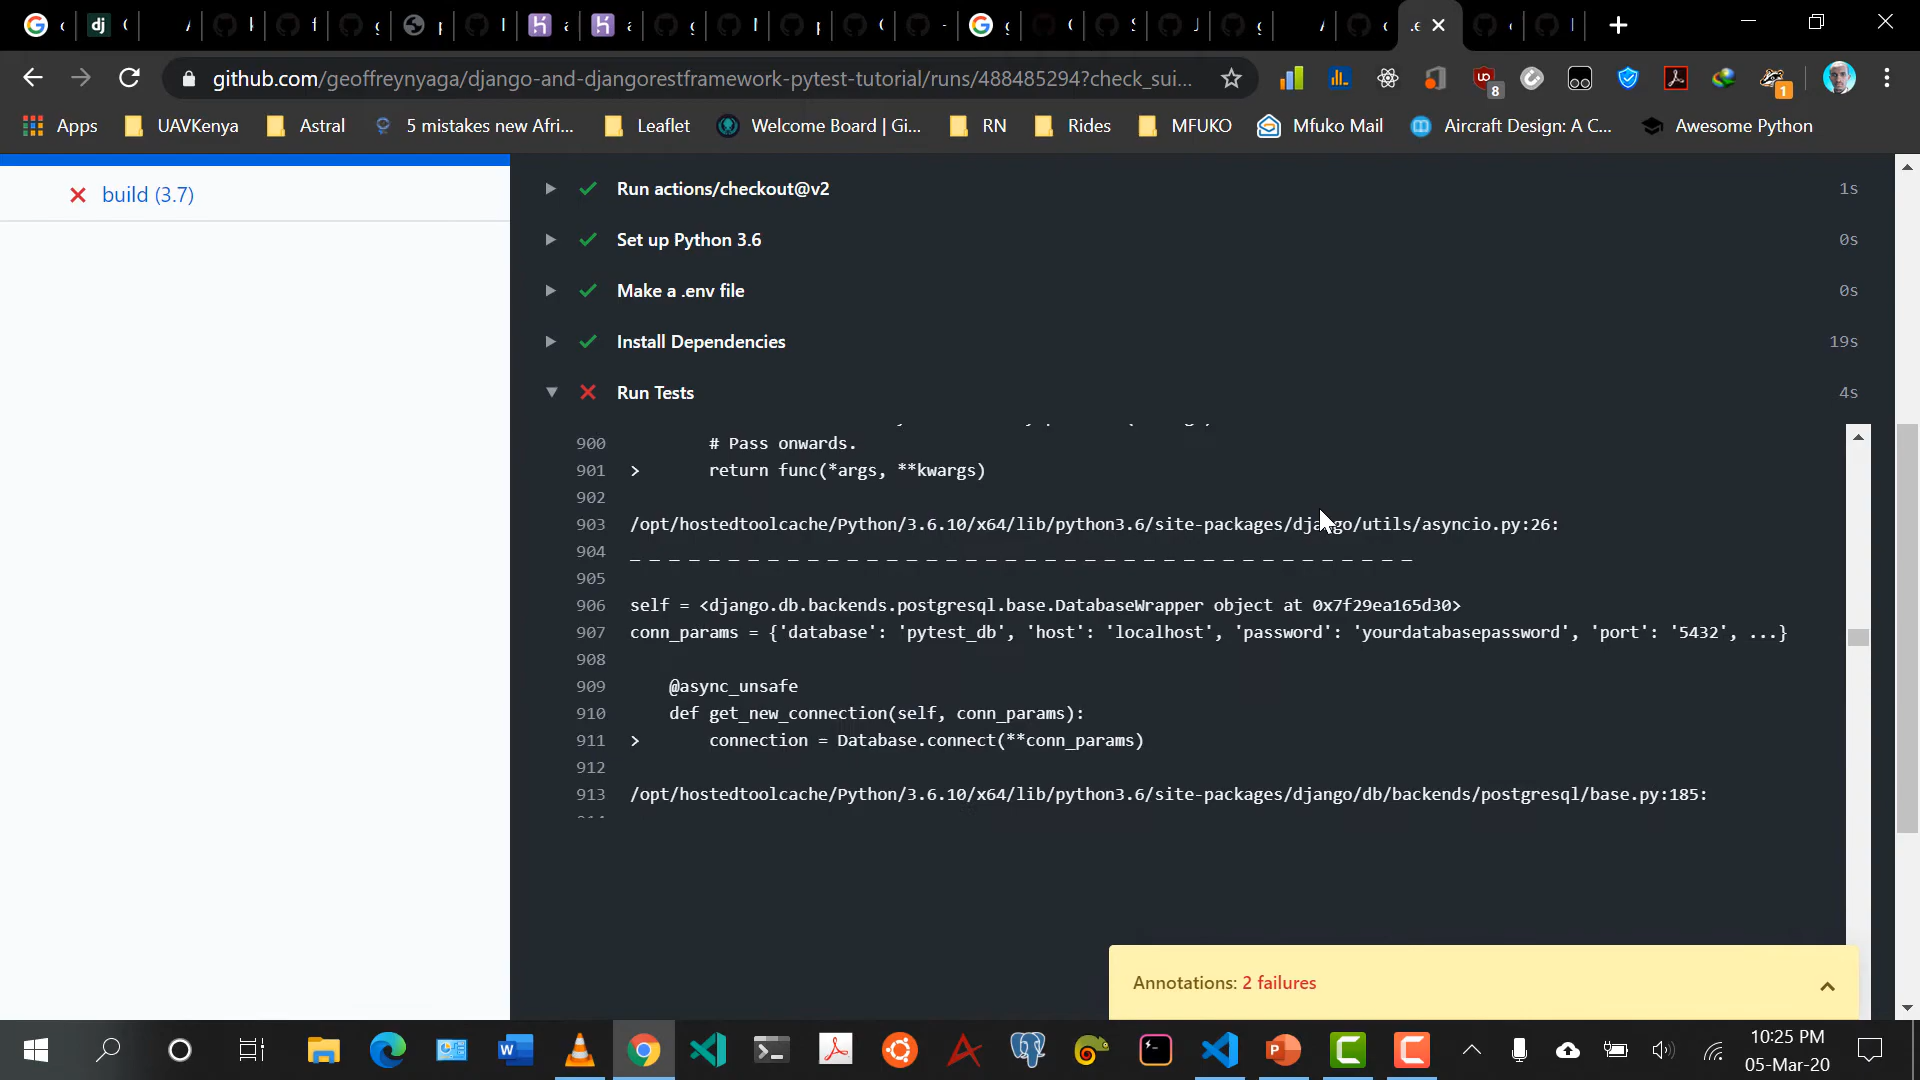 github.com/geoffreynyaga/django-and-djangorestframework-pytest-tutorial/runs/488485294?check_sui...
8
1
Apps
UAVKenya
Astral
5 mistakes new Afri...
Leaflet
Welcome Board | Gi...
RN
Rides
MFUKO
Mfuko Mail
Aircraft Design: A C...
Awesome Python
build (3.7)
Run actions/checkout@v2 1s
Set up Python 3.6 0s
Make a .env file 0s
Install Dependencies 19s
Run Tests 4s
900 # Pass onwards.
901 > return func(*args, **kwargs)
902
903 /opt/hostedtoolcache/Python/3.6.10/x64/lib/python3.6/site-packages/django/utils/asyncio.py:26:
904 _ _ _ _ _ _ _ _ _ _ _ _ _ _ _ _ _ _ _ _ _ _ _ _ _ _ _ _ _ _ _ _ _ _ _ _ _ _ _ _
905
906 self = <django.db.backends.postgresql.base.DatabaseWrapper object at 0x7f29ea165d30>
907 conn_params = {'database': 'pytest_db', 'host': 'localhost', 'password': 'yourdatabasepassword', 'port': '5432', ...}
908
909 @async_unsafe
910 def get_new_connection(self, conn_params):
911 > connection = Database.connect(**conn_params)
912
913 /opt/hostedtoolcache/Python/3.6.10/x64/lib/python3.6/site-packages/django/db/backends/postgresql/base.py:185:
Annotations: 2 failures
10:25 PM
05-Mar-20